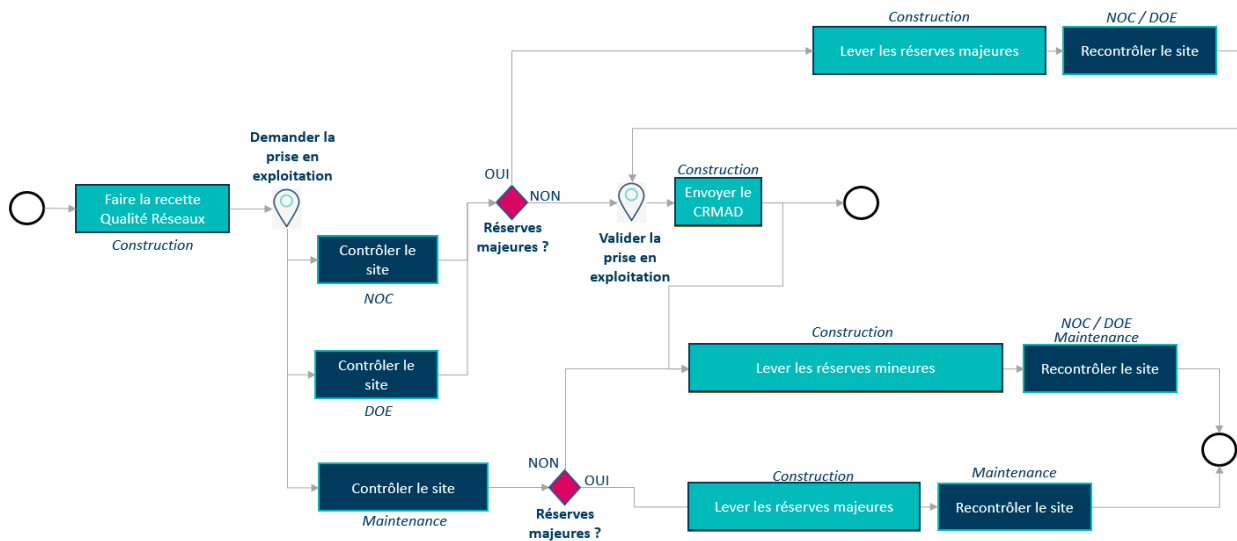 Construction
NOC / DOE
Lever les réserves majeures
Recontrôler le site
Demander la
prise en
exploitation
OUI
Construction
Faire la recette
Qualité Réseaux
NON
Envoyer le
CRMAD
Construction
Réserves
majeures ?
Valider la
prise en
exploitation
Contrôler le
site
NOC
Construction
NOC / DOE
Maintenance
Contrôler le
site
Lever les réserves mineures
Recontrôler le site
DOE
NON
OUI
Construction
Maintenance
Contrôler le site
Lever les réserves majeures
Recontrôler le site
Maintenance
Réserves
majeures ?